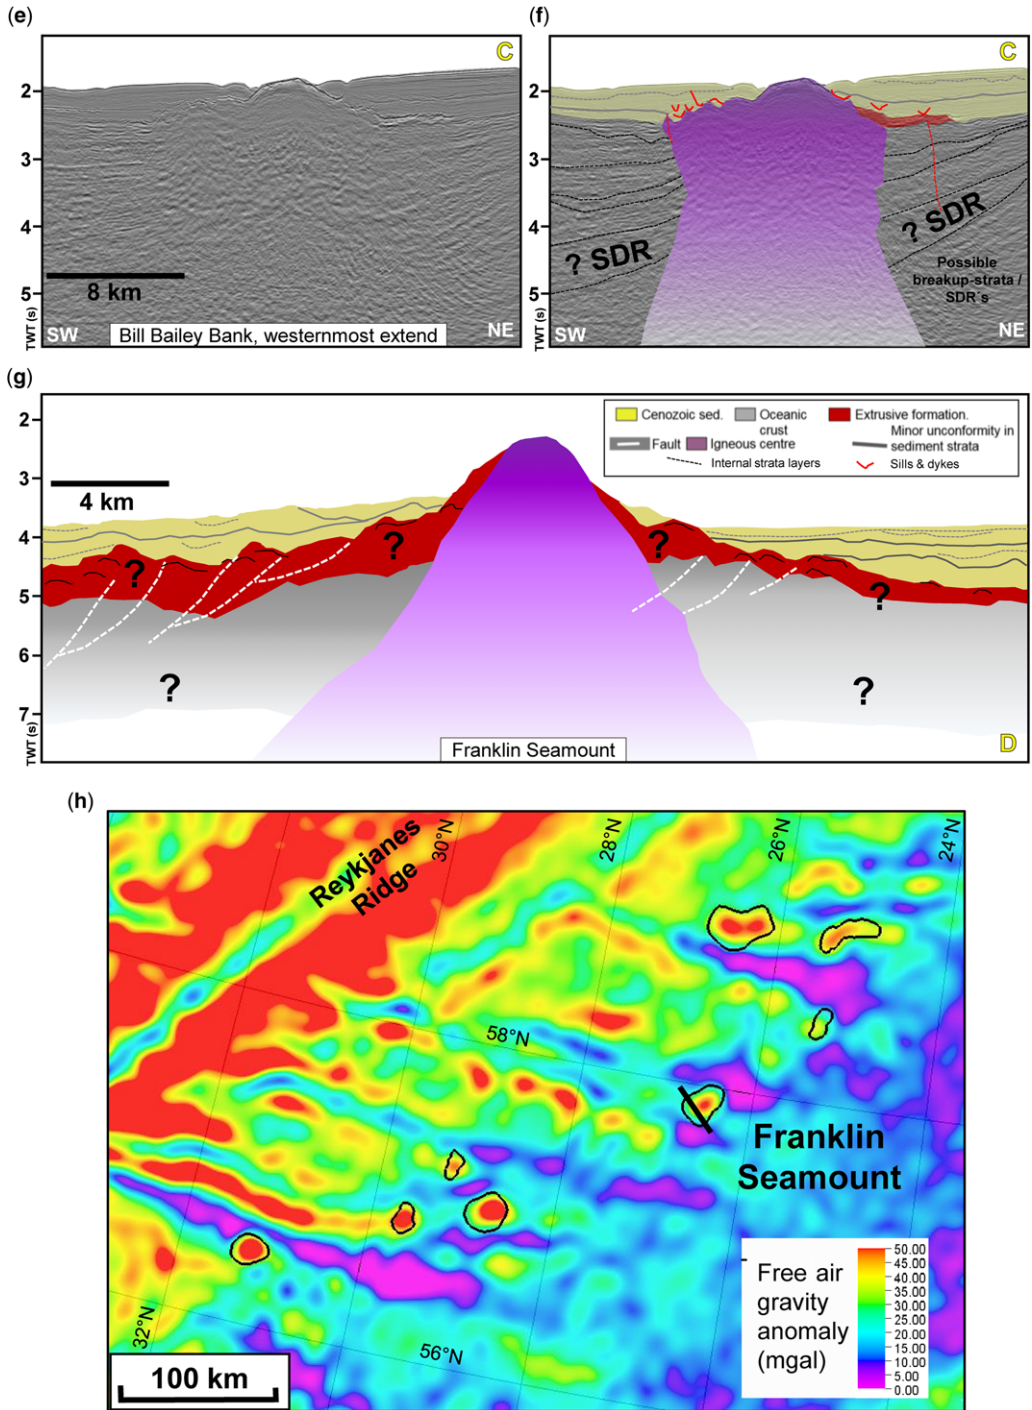 (e)
C
2
3
4
5
TWT (s)
8 km
SW
Bill Bailey Bank, westernmost extend
NE
(f)
C
2
3
4
5
TWT (s)
? SDR
? SDR
Possible
breakup-strata /
SDR´s
SW
NE
(g)
2
3
4
5
6
7
TWT (s)
4 km
Cenozoic sed.
Oceanic
crust
Extrusive formation.
Fault
Igneous centre
Minor unconformity in
sediment strata
Internal strata layers
Sills & dykes
?
?
?
?
?
?
Franklin Seamount
D
(h)
Reykjanes
Ridge
30°N
28°N
26°N
24°N
58°N
Franklin
Seamount
32°N
56°N
100 km
Free air
gravity
anomaly
(mgal)
50.00
45.00
40.00
35.00
30.00
25.00
20.00
15.00
10.00
5.00
0.00